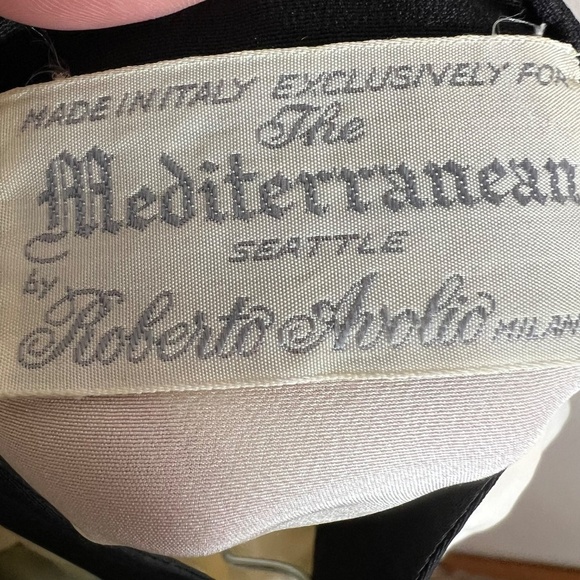 MADE IN ITALY EXCLUSIVELY FOR
The
Mediterranean
SEATTLE
by
Roberto Avolio MILAN